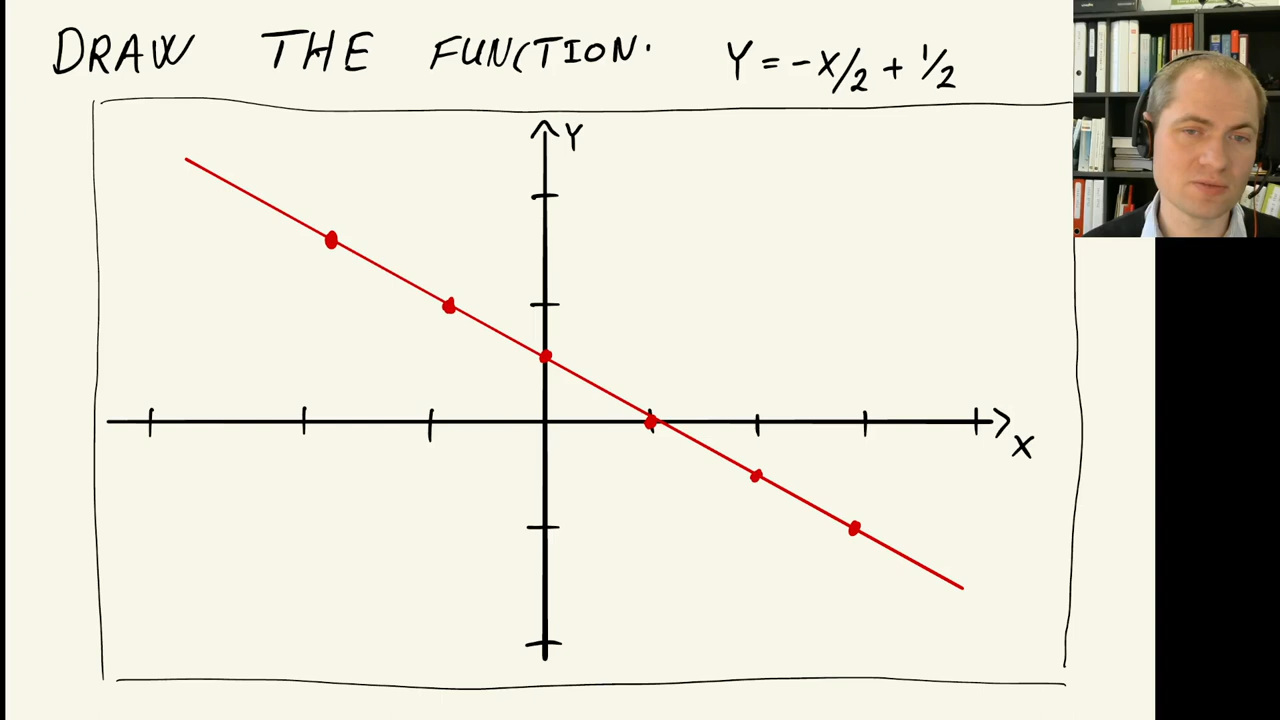 DRAW THE FUNCTION. Y = -X/2 + 1/2
Y
X